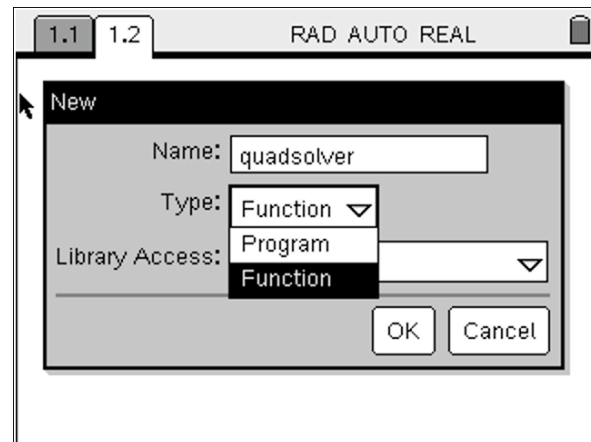 1.1 1.2 RAD AUTO REAL
New
Name: quadsolver
Type: Function
Program
Library Access:
Function
OK Cancel